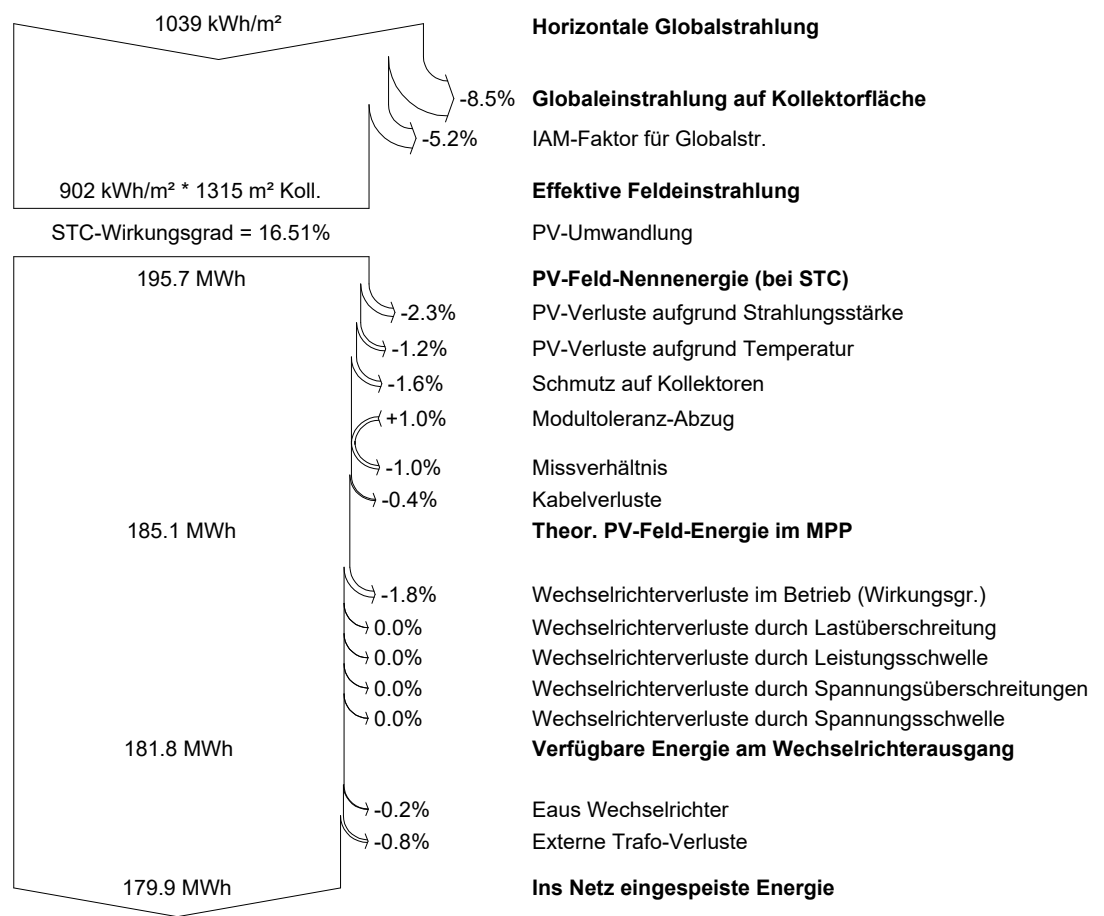 1039 kWh/m² Horizontale Globalstrahlung
-8.5% Globaleinstrahlung auf Kollektorfläche
-5.2% IAM-Faktor für Globalstr.
902 kWh/m² * 1315 m² Koll. Effektive Feldeinstrahlung
STC-Wirkungsgrad = 16.51% PV-Umwandlung
195.7 MWh PV-Feld-Nennenergie (bei STC)
-2.3% PV-Verluste aufgrund Strahlungsstärke
-1.2% PV-Verluste aufgrund Temperatur
-1.6% Schmutz auf Kollektoren
+1.0% Modultoleranz-Abzug
-1.0% Missverhältnis
-0.4% Kabelverluste
185.1 MWh Theor. PV-Feld-Energie im MPP
-1.8% Wechselrichterverluste im Betrieb (Wirkungsgr.)
0.0% Wechselrichterverluste durch Lastüberschreitung
0.0% Wechselrichterverluste durch Leistungsschwelle
0.0% Wechselrichterverluste durch Spannungsüberschreitungen
0.0% Wechselrichterverluste durch Spannungsschwelle
181.8 MWh Verfügbare Energie am Wechselrichterausgang
-0.2% Eaus Wechselrichter
-0.8% Externe Trafo-Verluste
179.9 MWh Ins Netz eingespeiste Energie